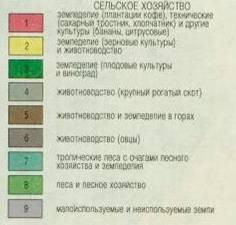 СЕЛЬСКОЕ ХОЗЯЙСТВО
1 земледелие (плантации кофе), технические
(сахарный тростник, хлопчатник) и другие
культуры (бананы, цитрусовые)
2 земледелие (зерновые культуры)
и животноводство
3 земледелие (плодовые культуры
и виноград)
4 животноводство (крупный рогатый скот)
5 животноводство и земледелие в горах
6 животноводство (овцы)
7 тропические леса с очагами лесного
хозяйства и земледелия
8 леса и лесное хозяйство
9 малоиспользуемые и неиспользуемые земли